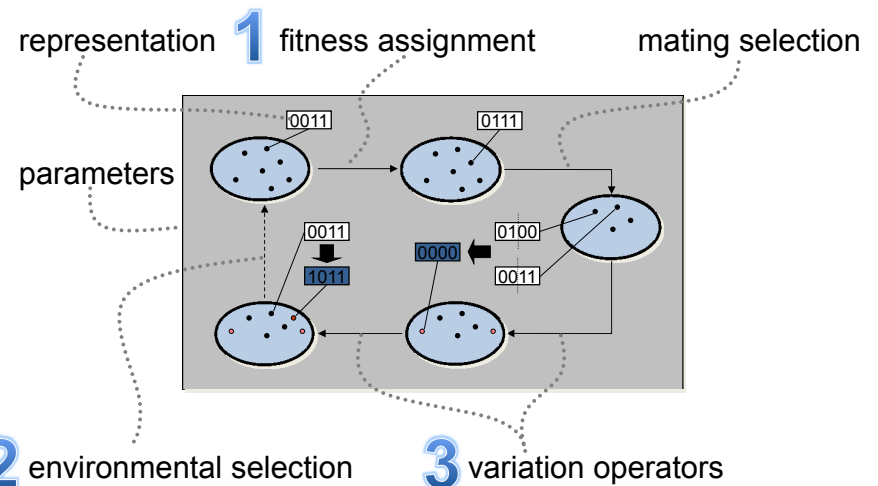 representation 1 fitness assignment mating selection
0011 0111
parameters
0011 0100
0000
1011 0011
2 environmental selection 3 variation operators